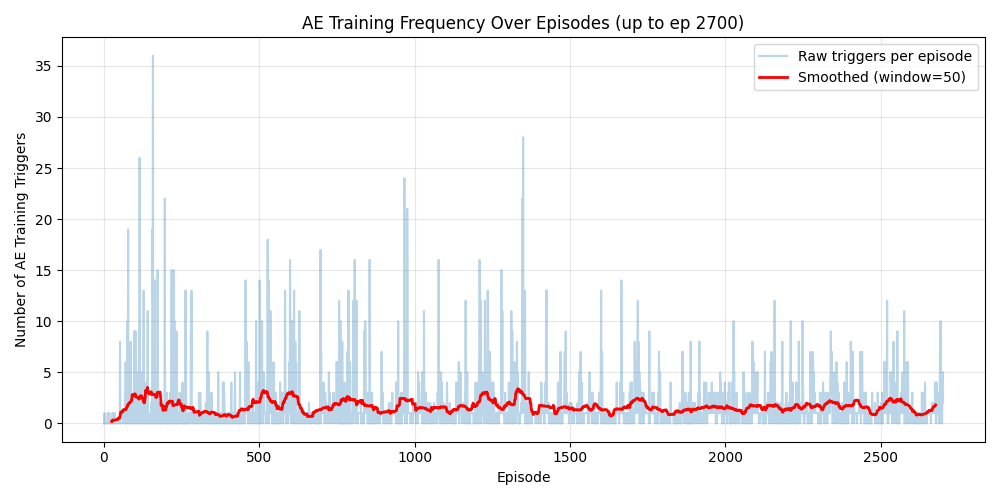 AE Training Frequency Over Episodes (up to ep 2700)
Raw triggers per episode
Smoothed (window=50)
Number of AE Training Triggers
35
30
25
20
15
10
5
0
0 500 1000 1500 2000 2500
Episode